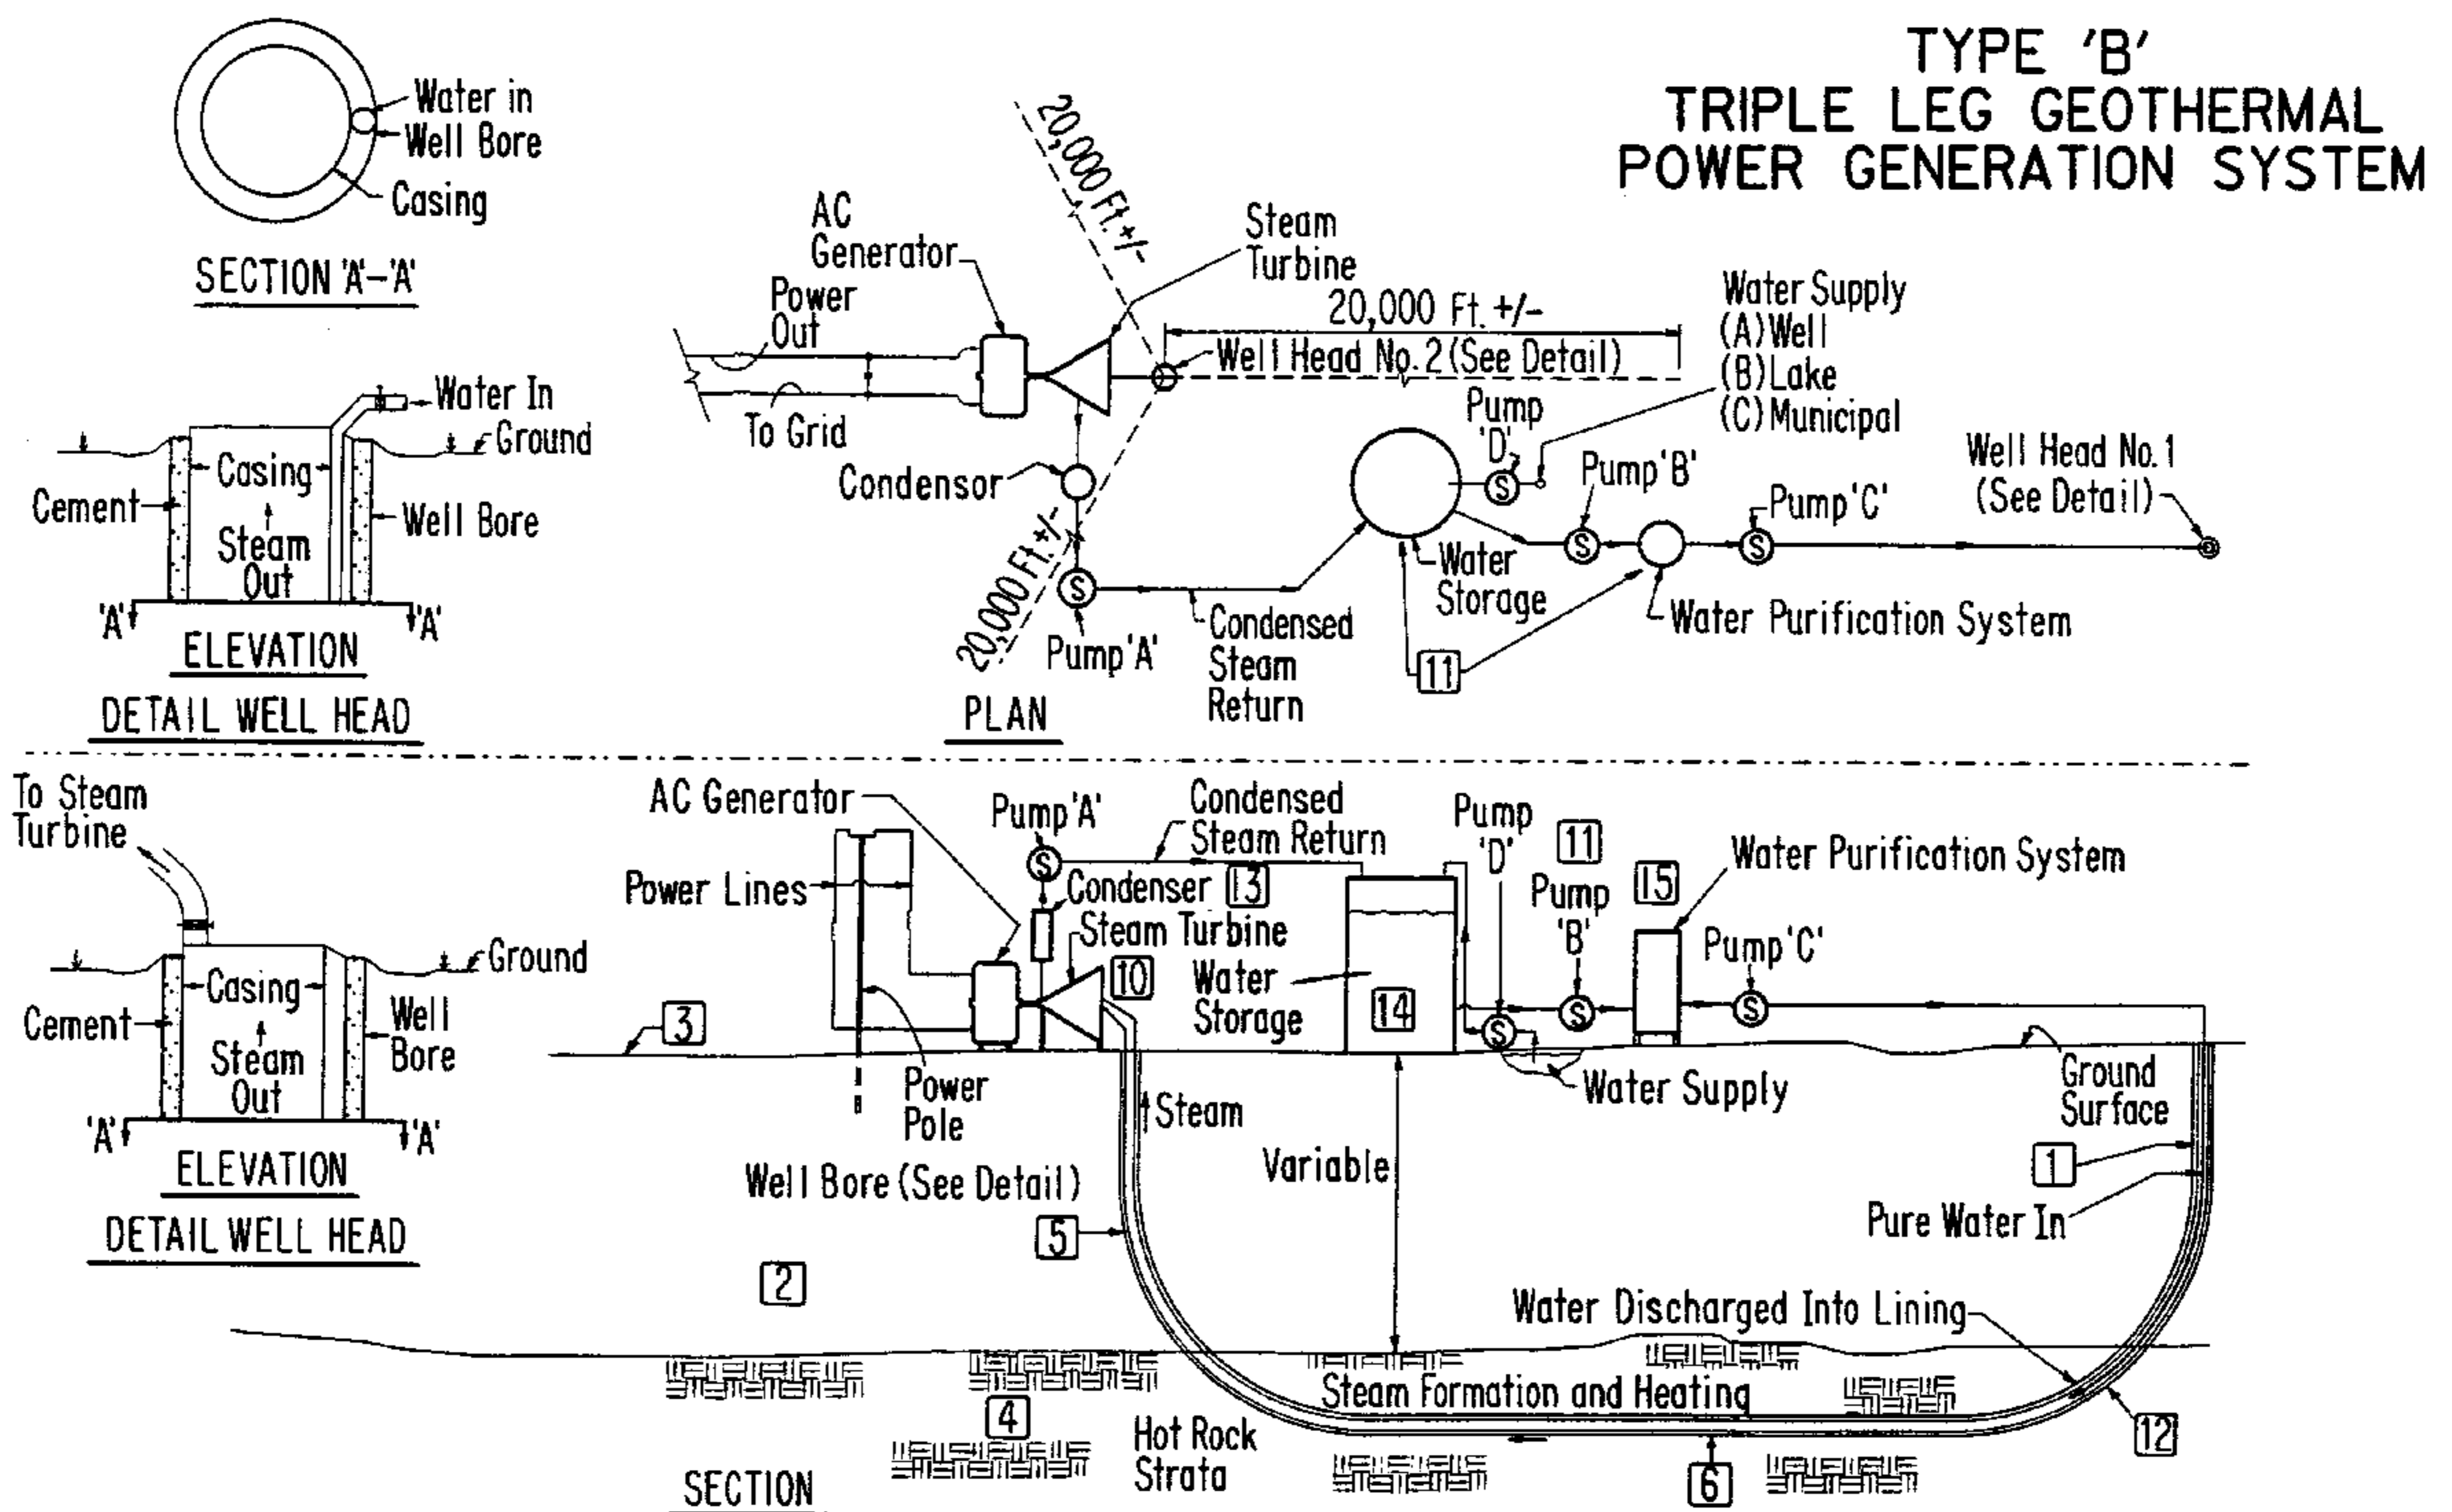 TYPE 'B'
TRIPLE LEG GEOTHERMAL
POWER GENERATION SYSTEM
Water in
Well Bore
Casing
SECTION 'A'-'A'
Water In
Ground
Casing
Cement
Well Bore
Steam
Out
'A'
'A'
ELEVATION
DETAIL WELL HEAD
20,000 Ft. +/-
AC
Generator
Steam
Turbine
Power
Out
20,000 Ft. +/-
Well Head No. 2 (See Detail)
To Grid
Water Supply
(A) Well
(B) Lake
(C) Municipal
Pump
'D'
S
Condensor
Pump 'B'
S
Pump 'C'
S
Well Head No. 1
(See Detail)
20,000 Ft. +/-
S
Pump 'A'
Water
Storage
Condensed
Steam
Return
11
Water Purification System
PLAN
To Steam
Turbine
Ground
Casing
Cement
Well
Bore
Steam
Out
'A'
'A'
ELEVATION
DETAIL WELL HEAD
AC Generator
Pump 'A'
S
Condensed
Steam Return
Pump
'D'
11
Water Purification System
Power Lines
Condenser
13
Pump
'B'
15
Steam Turbine
10
Water
Storage
14
Pump 'C'
S
S
S
3
Power
Pole
Steam
Water Supply
Ground
Surface
Variable
1
Well Bore (See Detail)
5
Pure Water In
2
Water Discharged Into Lining
Steam Formation and Heating
4
Hot Rock
Strata
12
6
SECTION